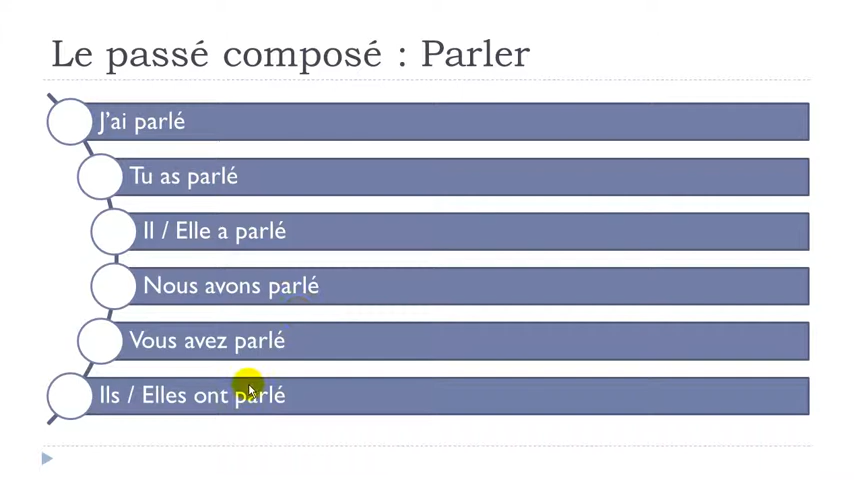 Le passé composé : Parler
J’ai parlé
Tu as parlé
Il / Elle a parlé
Nous avons parlé
Vous avez parlé
Ils / Elles ont parlé